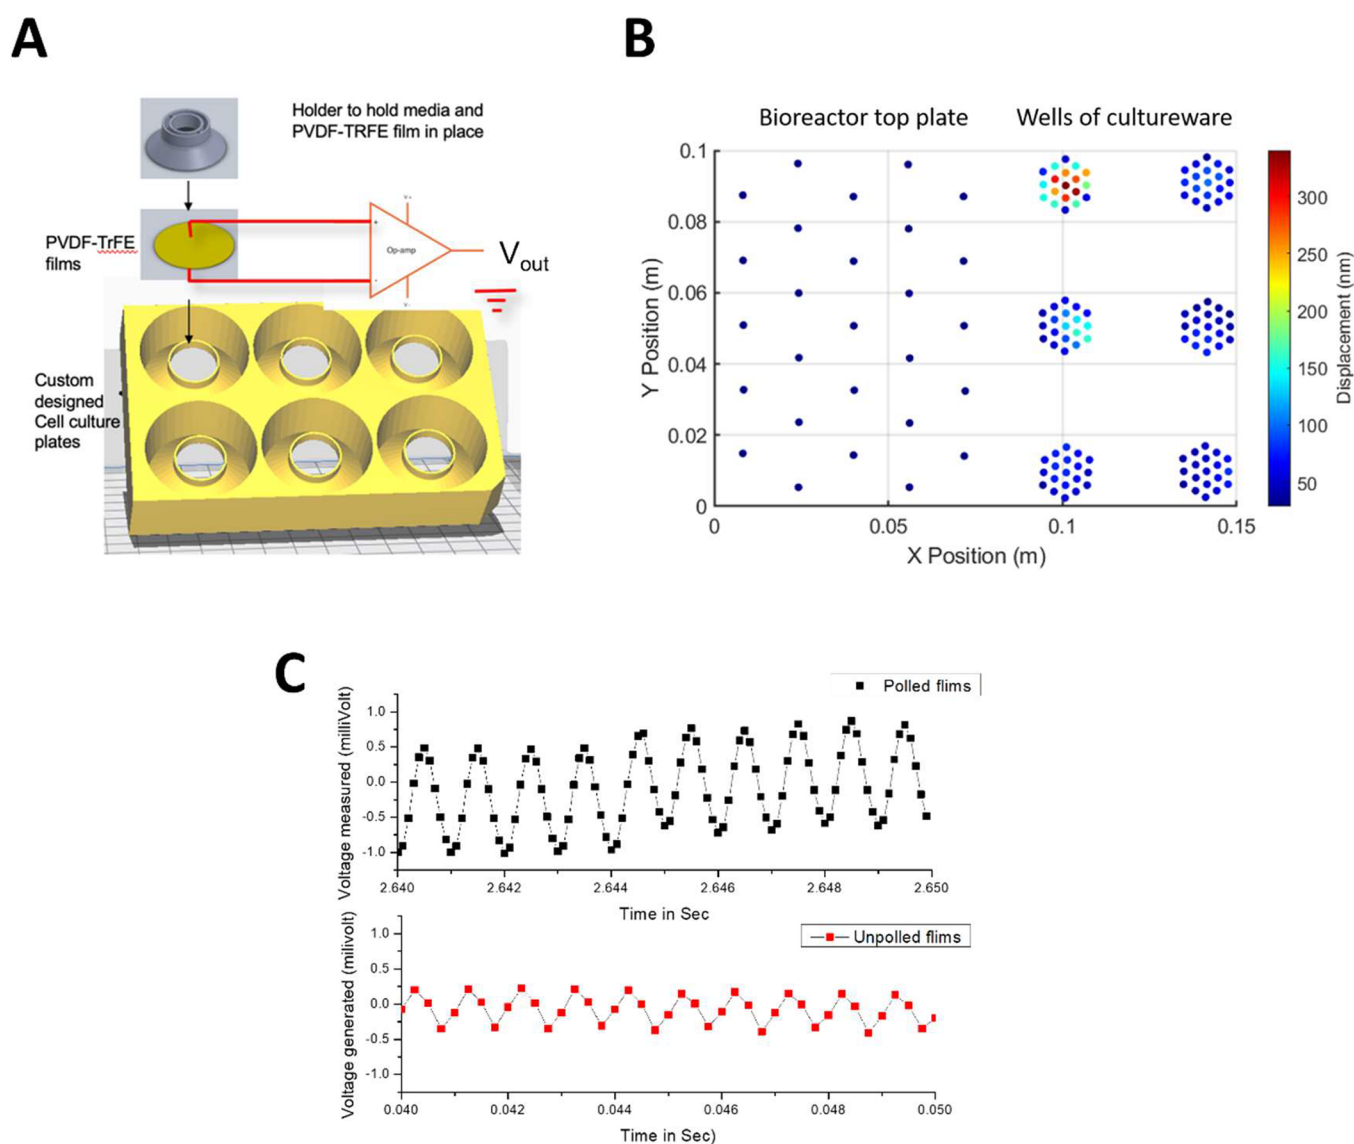 A
Holder to hold media and
PVDF-TRFE film in place
PVDF-TrFE
films
V+
+
Op-amp
-
V-
Vout
Custom
designed
Cell culture
plates
B
Bioreactor top plate
Wells of cultureware
0.1
0.08
0.06
0.04
0.02
0
Y Position (m)
0
0.05
0.1
0.15
X Position (m)
300
250
200
150
100
50
Displacement (nm)
C
Polled flims
Voltage measured (milliVolt)
1.0
0.5
0.0
-0.5
-1.0
2.640
2.642
2.644
2.646
2.648
2.650
Time in Sec
Unpolled flims
Voltage generated (milivolt)
1.0
0.5
0.0
-0.5
-1.0
0.040
0.042
0.044
0.046
0.048
0.050
Time in Sec)